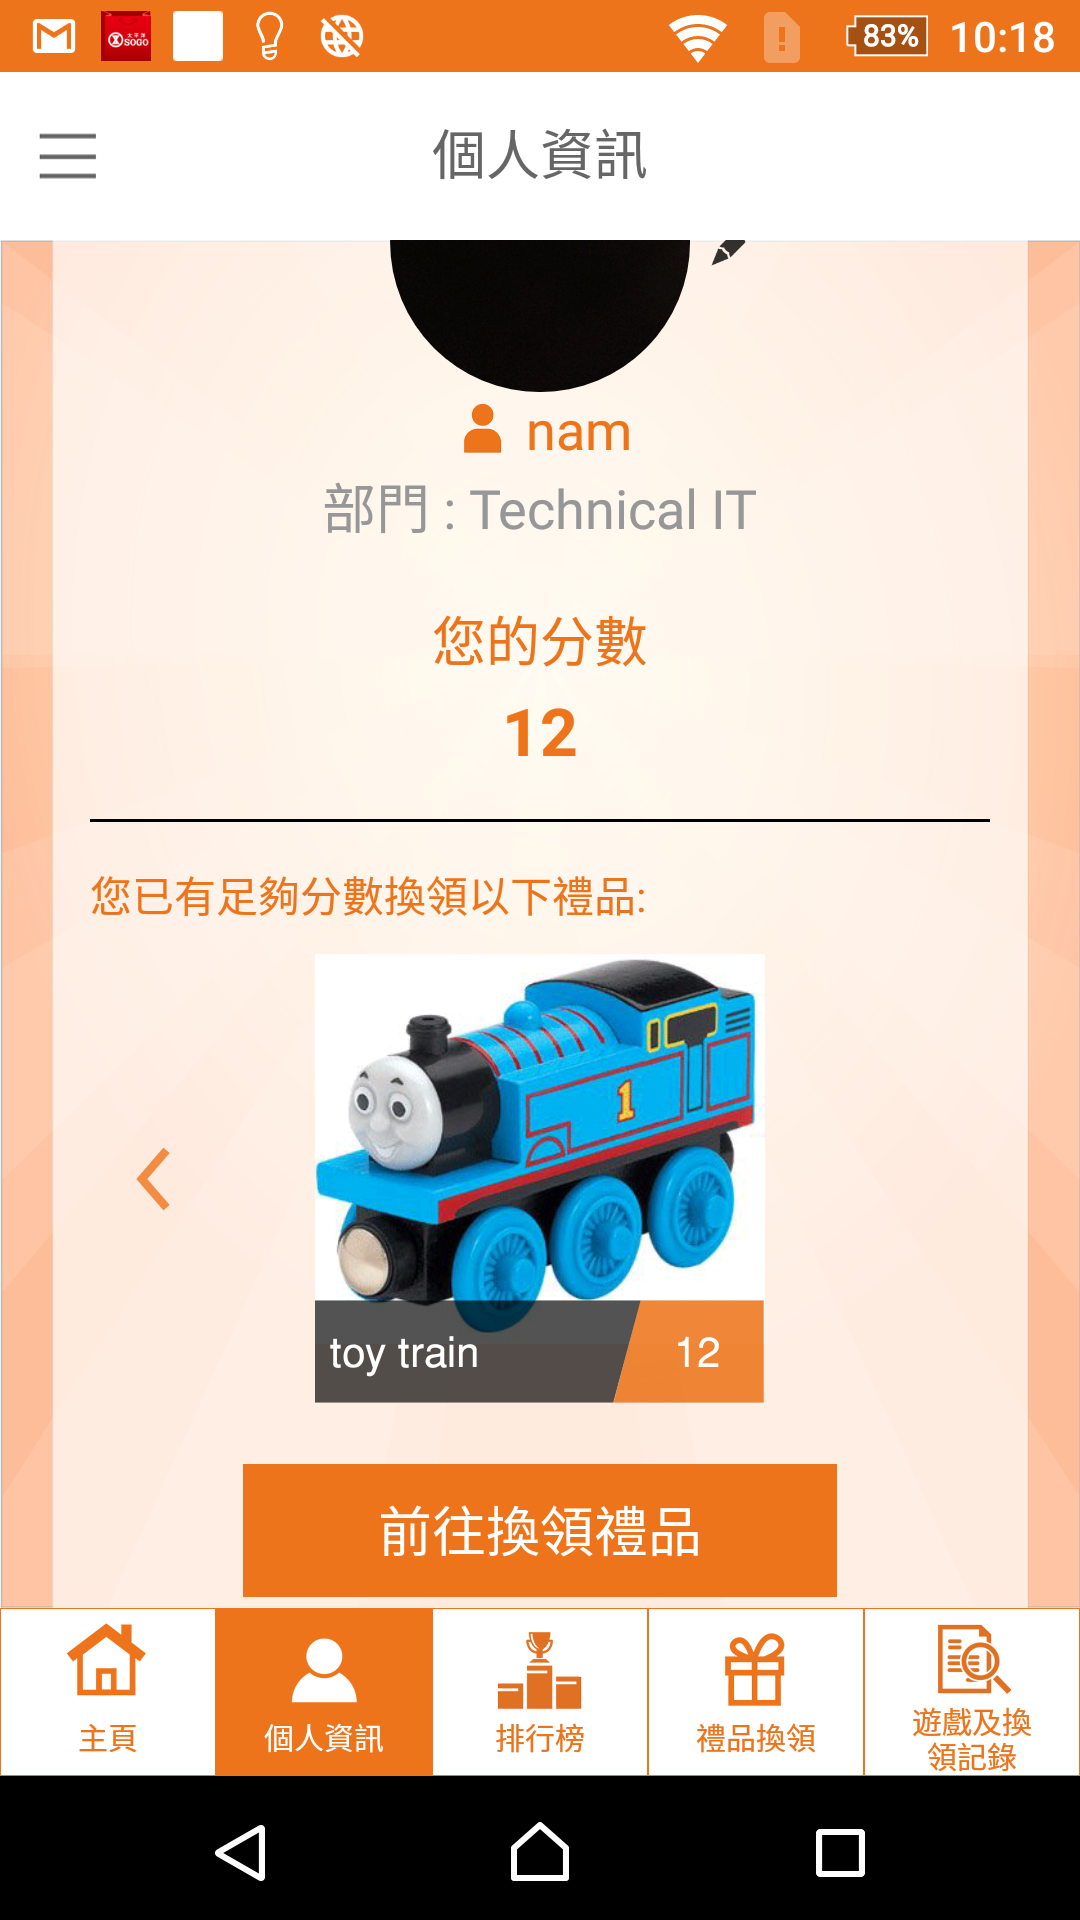 SOGO
83%
10:18
個人資訊
nam
部門 : Technical IT
您的分數
12
您已有足夠分數換領以下禮品:
1
toy train
12
前往換領禮品
主頁
個人資訊
排行榜
禮品換領
遊戲及換
領記錄